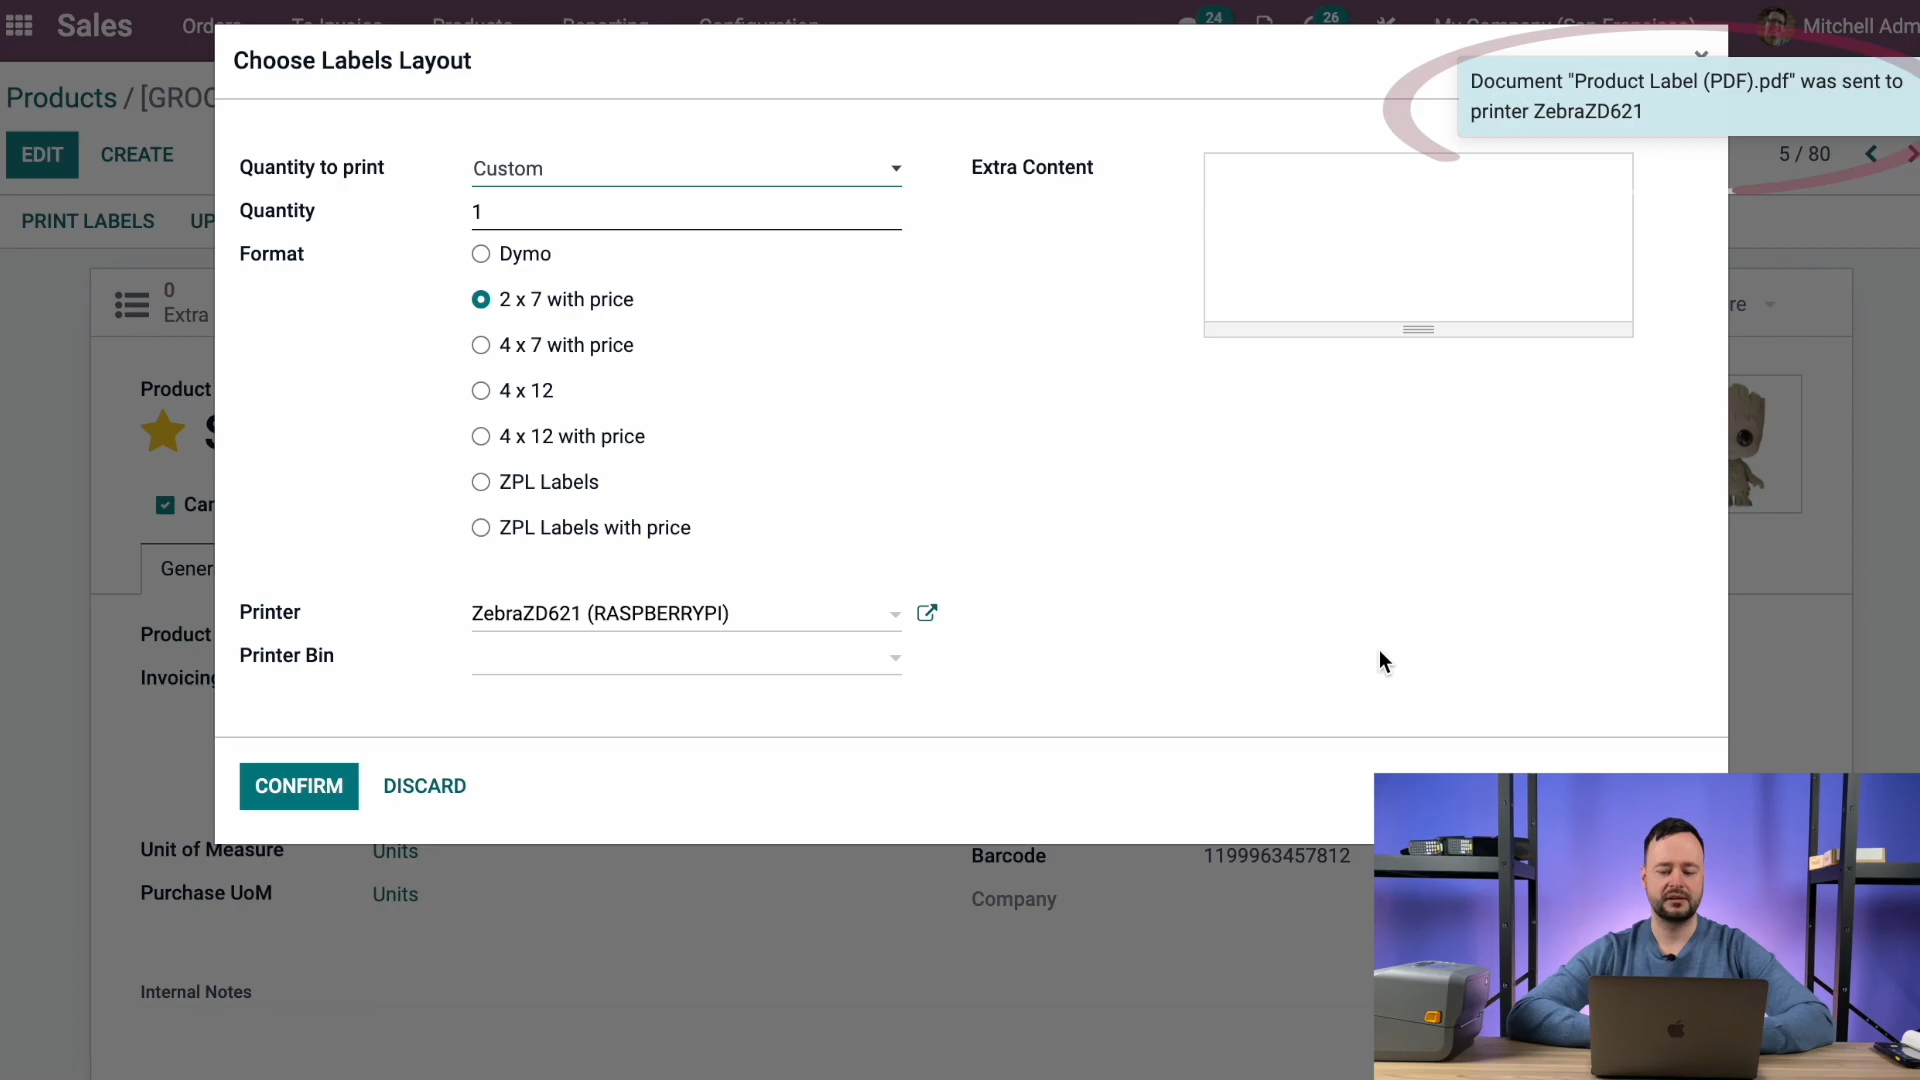 Sales
24
26
Mitchell Adm
Choose Labels Layout
Document "Product Label (PDF).pdf" was sent to
printer ZebraZD621
Products / [GROO
EDIT
CREATE
5 / 80
Quantity to print
Custom
Extra Content
Quantity
1
PRINT LABELS
UP
Format
Dymo
2 x 7 with price
4 x 7 with price
4 x 12
4 x 12 with price
ZPL Labels
ZPL Labels with price
0
Extra
re
Product
Car
Gener
Printer
ZebraZD621 (RASPBERRYPI)
Product
Printer Bin
Invoicing
CONFIRM
DISCARD
Unit of Measure
Units
Barcode
1199963457812
Purchase UoM
Units
Company
Internal Notes